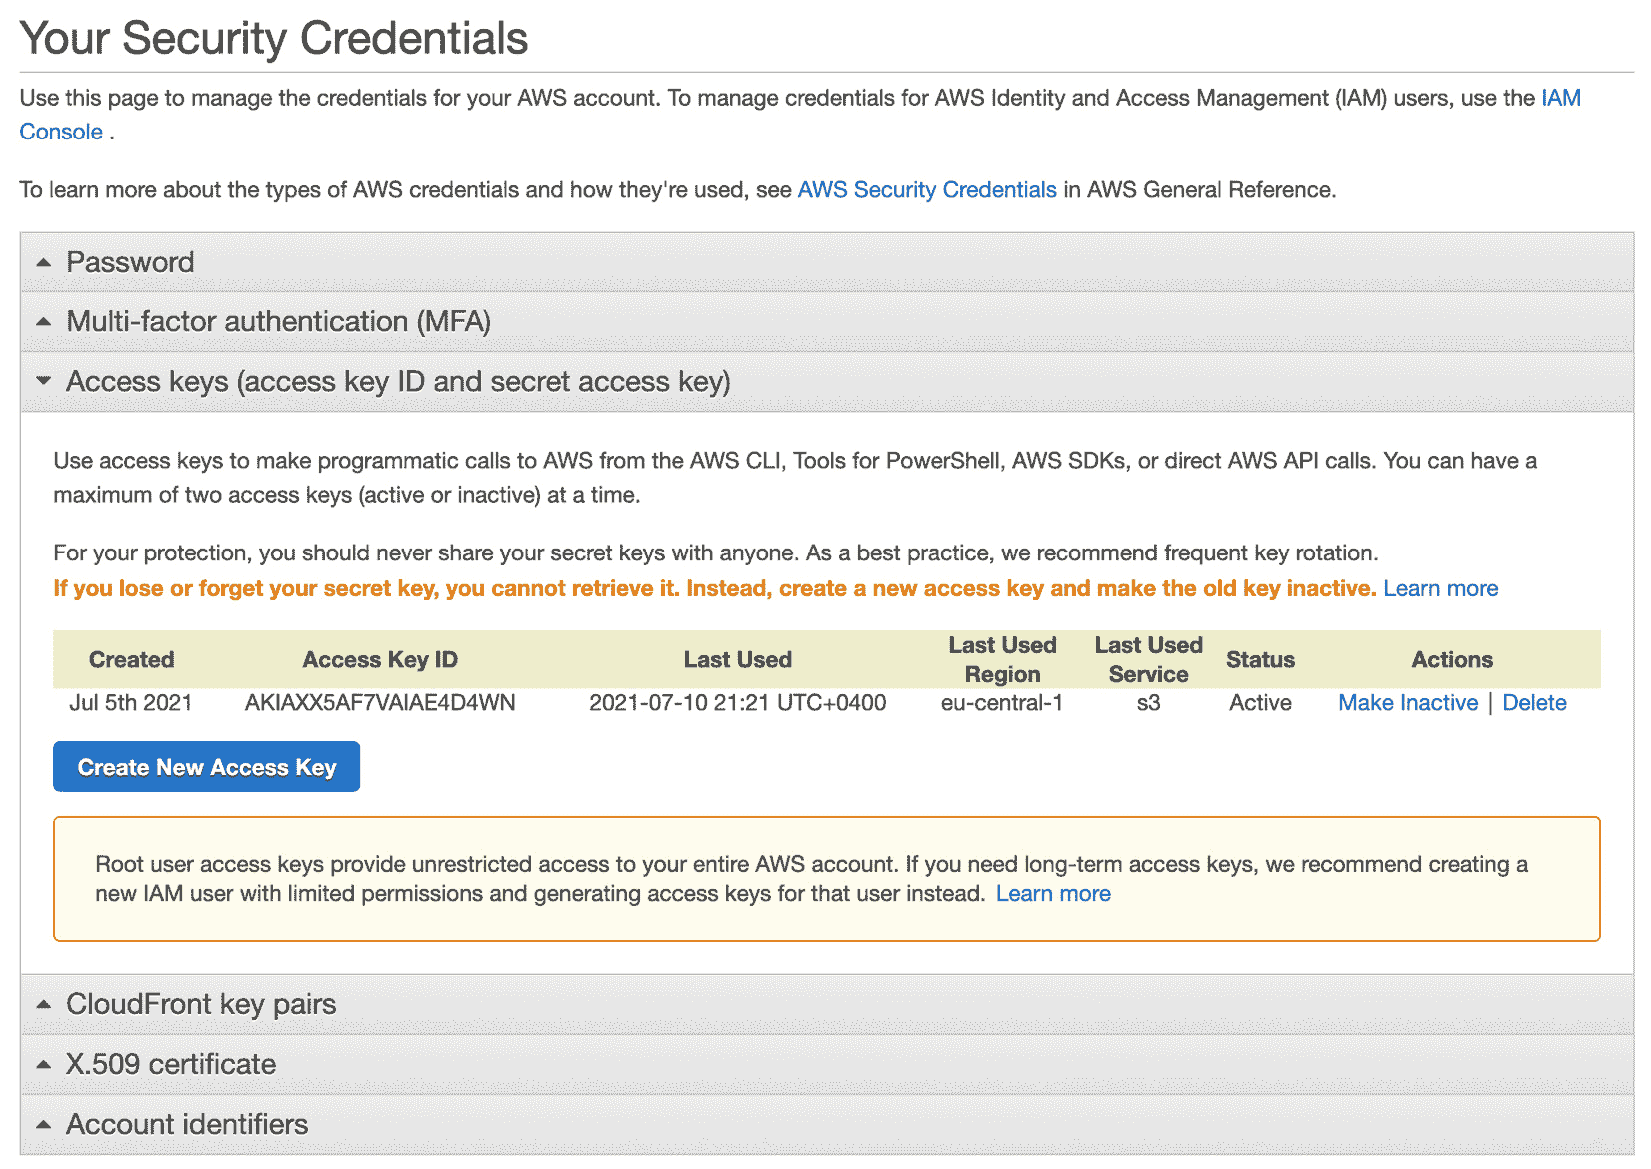 Your Security Credentials
Use this page to manage the credentials for your AWS account. To manage credentials for AWS Identity and Access Management (IAM) users, use the IAM
Console .
To learn more about the types of AWS credentials and how they're used, see AWS Security Credentials in AWS General Reference.
Password
Multi-factor authentication (MFA)
Access keys (access key ID and secret access key)
Use access keys to make programmatic calls to AWS from the AWS CLI, Tools for PowerShell, AWS SDKs, or direct AWS API calls. You can have a
maximum of two access keys (active or inactive) at a time.
For your protection, you should never share your secret keys with anyone. As a best practice, we recommend frequent key rotation.
If you lose or forget your secret key, you cannot retrieve it. Instead, create a new access key and make the old key inactive. Learn more
Created Access Key ID Last Used Last Used Region Last Used Service Status Actions
Jul 5th 2021 AKIAXX5AF7VAIAE4D4WN 2021-07-10 21:21 UTC+0400 eu-central-1 s3 Active Make Inactive | Delete
Create New Access Key
Root user access keys provide unrestricted access to your entire AWS account. If you need long-term access keys, we recommend creating a
new IAM user with limited permissions and generating access keys for that user instead. Learn more
CloudFront key pairs
X.509 certificate
Account identifiers